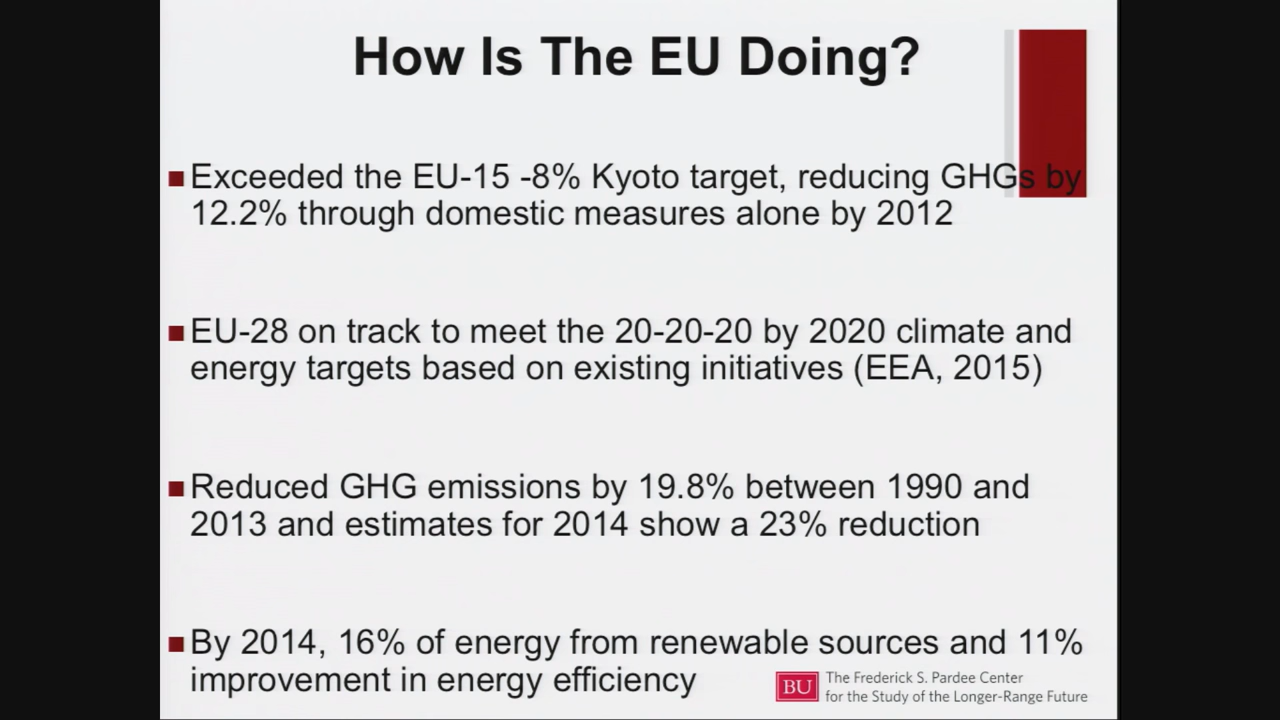 How Is The EU Doing?
Exceeded the EU-15 -8% Kyoto target, reducing GHGs by
12.2% through domestic measures alone by 2012
EU-28 on track to meet the 20-20-20 by 2020 climate and
energy targets based on existing initiatives (EEA, 2015)
Reduced GHG emissions by 19.8% between 1990 and
2013 and estimates for 2014 show a 23% reduction
By 2014, 16% of energy from renewable sources and 11%
improvement in energy efficiency
BU
The Frederick S. Pardee Center
for the Study of the Longer-Range Future